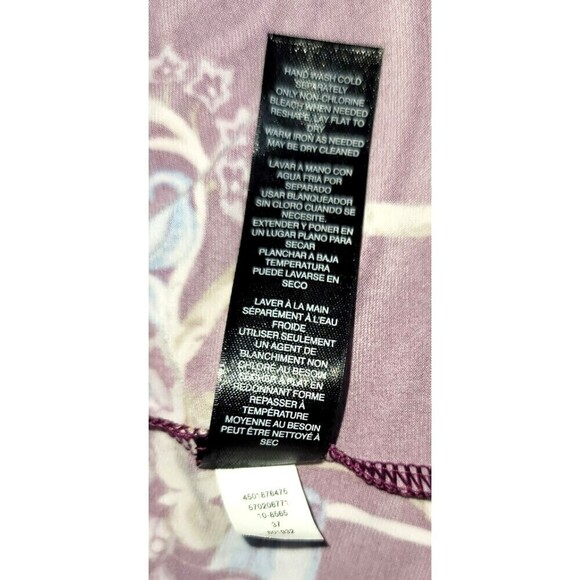 HAND WASH COLD
SEPARATELY
ONLY NON-CHLORINE
BLEACH WHEN NEEDED
RESHAPE, LAY FLAT TO
DRY
WARM IRON AS NEEDED
MAY BE DRY CLEANED
LAVAR A MANO CON
AGUA FRIA POR
SEPARADO
USAR BLANQUEADOR
SIN CLORO CUANDO SE
NECESITE.
EXTENDER Y PONER EN
UN LUGAR PLANO PARA
SECAR
PLANCHAR A BAJA
TEMPERATURA
PUEDE LAVARSE EN
SECO
LAVER À LA MAIN
SÉPARÉMENT À L'EAU
FROIDE
UTILISER SEULEMENT
UN AGENT DE
BLANCHIMENT NON
CHLORÉ AU BESOIN
SÉCHER À PLAT EN
REDONNANT FORME
REPASSER À
TEMPÉRATURE
MOYENNE AU BESOIN
PEUT ÊTRE NETTOYÉ À
SEC
4501876475
570206771
10-8565
37